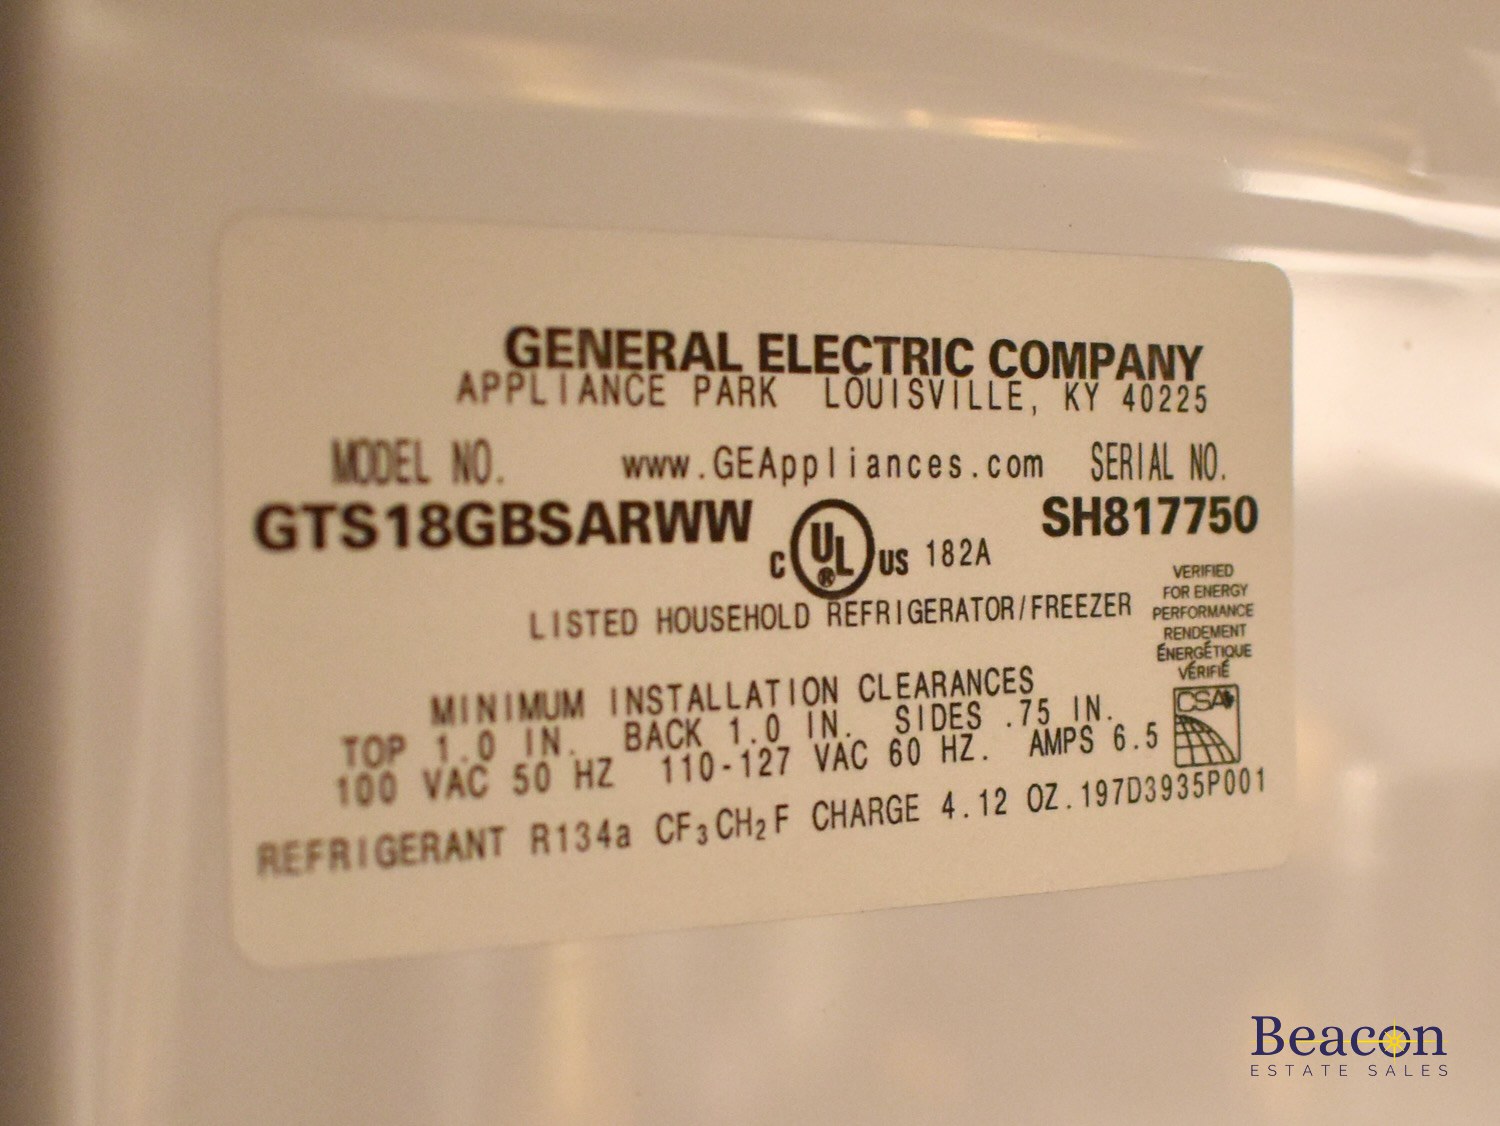 GENERAL ELECTRIC COMPANY
APPLIANCE PARK LOUISVILLE, KY 40225
MODEL NO. www.GEAppliances.com SERIAL NO.
GTS18GBSARWW C UL® US 182A SH817750
LISTED HOUSEHOLD REFRIGERATOR/FREEZER
VERIFIED
FOR ENERGY
PERFORMANCE
RENDEMENT
ÉNERGÉTIQUE
VÉRIFIÉ
CSA
MINIMUM INSTALLATION CLEARANCES
TOP 1.0 IN. BACK 1.0 IN. SIDES .75 IN.
100 VAC 50 HZ 110-127 VAC 60 HZ. AMPS 6.5
REFRIGERANT R134a CF₃CH₂F CHARGE 4.12 OZ.197D3935P001
Beacon
ESTATE SALES